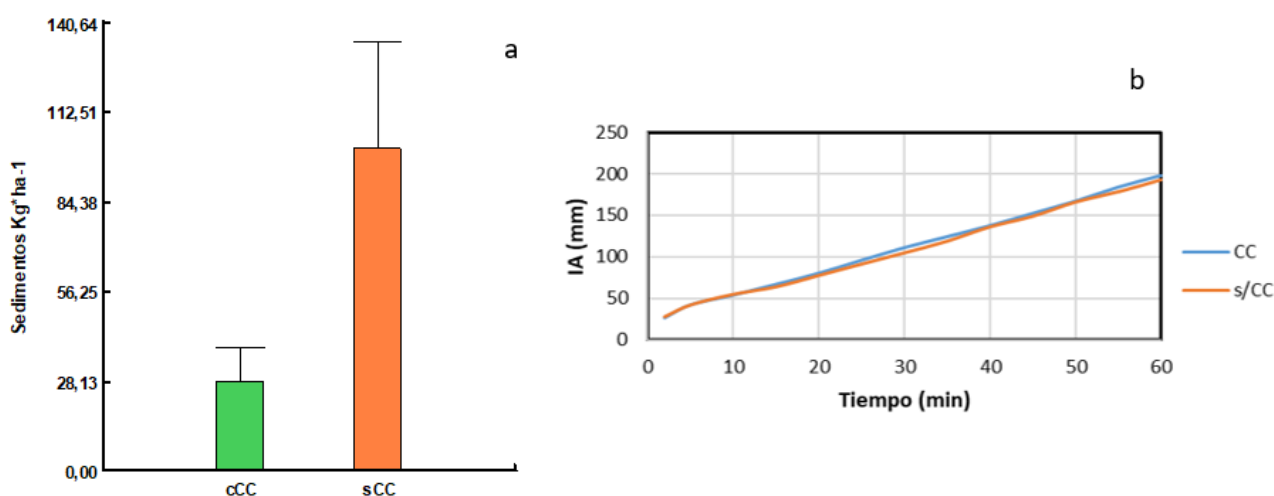 a
Sedimentos Kg*ha-1
140,64
112,51
84,38
56,25
28,13
0,00
cCC
sCC
b
IA (mm)
250
200
150
100
50
0
0 10 20 30 40 50 60
Tiempo (min)
CC
s/CC